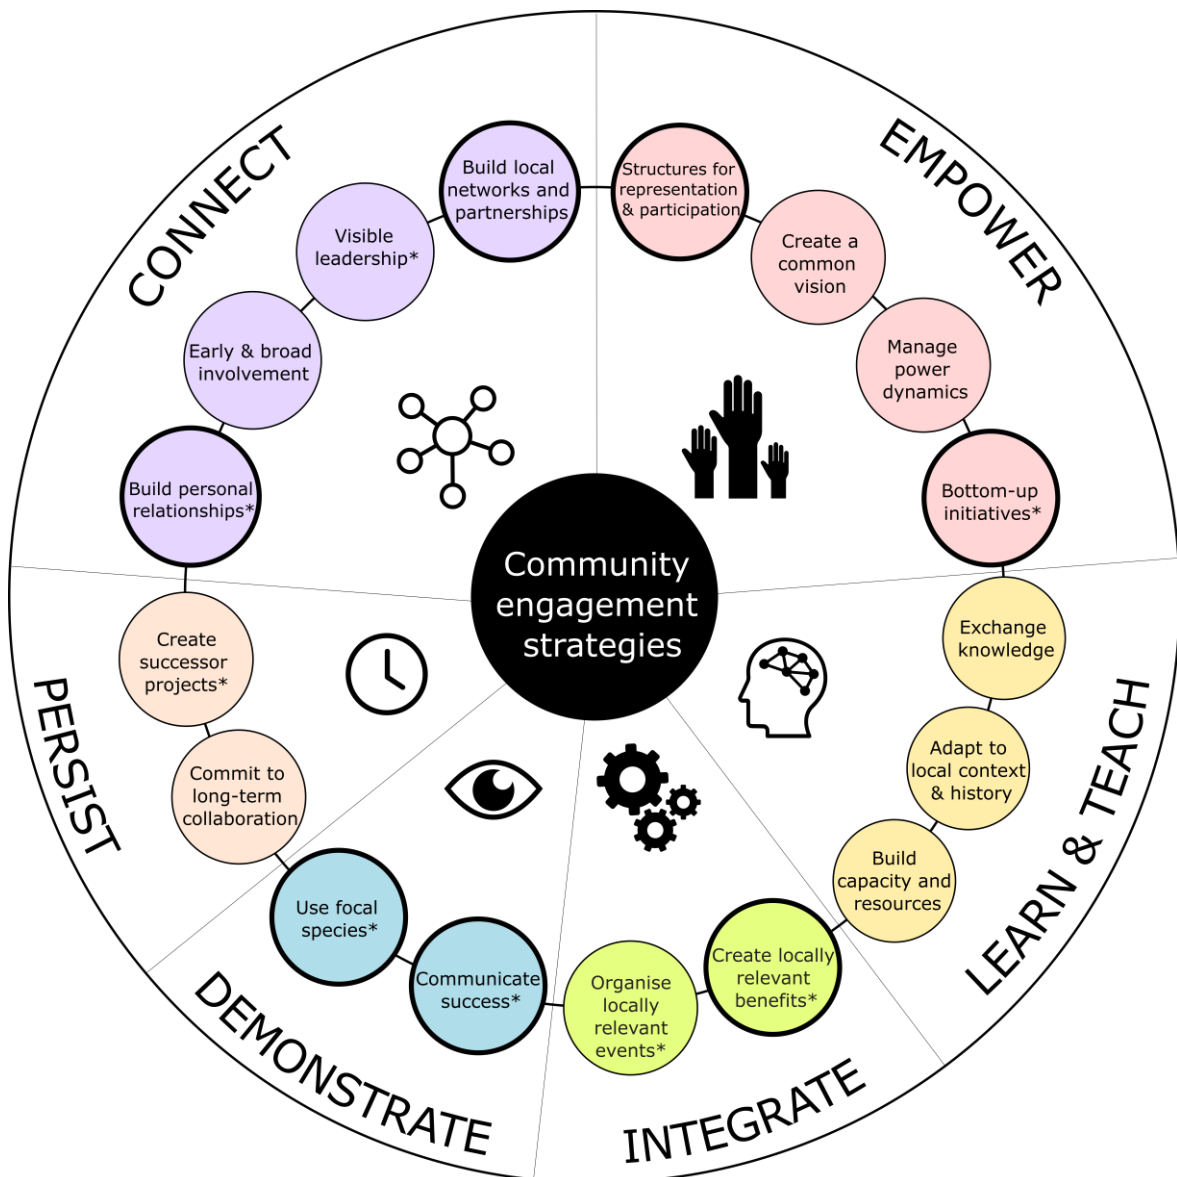 CONNECT
Build local
networks and
partnerships
Visible
leadership*
Early & broad
involvement
Build personal
relationships*
EMPOWER
Structures for
representation
& participation
Create a
common
vision
Manage
power
dynamics
Bottom-up
initiatives*
Community
engagement
strategies
LEARN & TEACH
Exchange
knowledge
Adapt to
local context
& history
Build
capacity and
resources
INTEGRATE
Create locally
relevant
benefits*
Organise
locally
relevant
events*
DEMONSTRATE
Communicate
success*
Use focal
species*
PERSIST
Commit to
long-term
collaboration
Create
successor
projects*